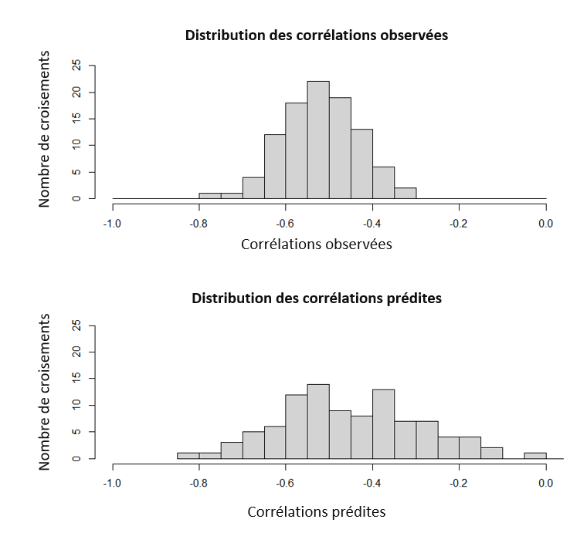 Distribution des corrélations observées
Nombre de croisements
0 5 10 15 20 25
-1.0 -0.8 -0.6 -0.4 -0.2 0.0
Corrélations observées
Distribution des corrélations prédites
Nombre de croisements
0 5 10 15 20 25
-1.0 -0.8 -0.6 -0.4 -0.2 0.0
Corrélations prédites